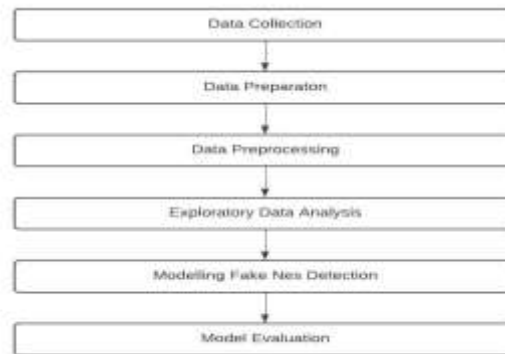 Data Collection
Data Preparaton
Data Preprocessing
Exploratory Data Analysis
Modelling Fake Nes Detection
Model Evaluation